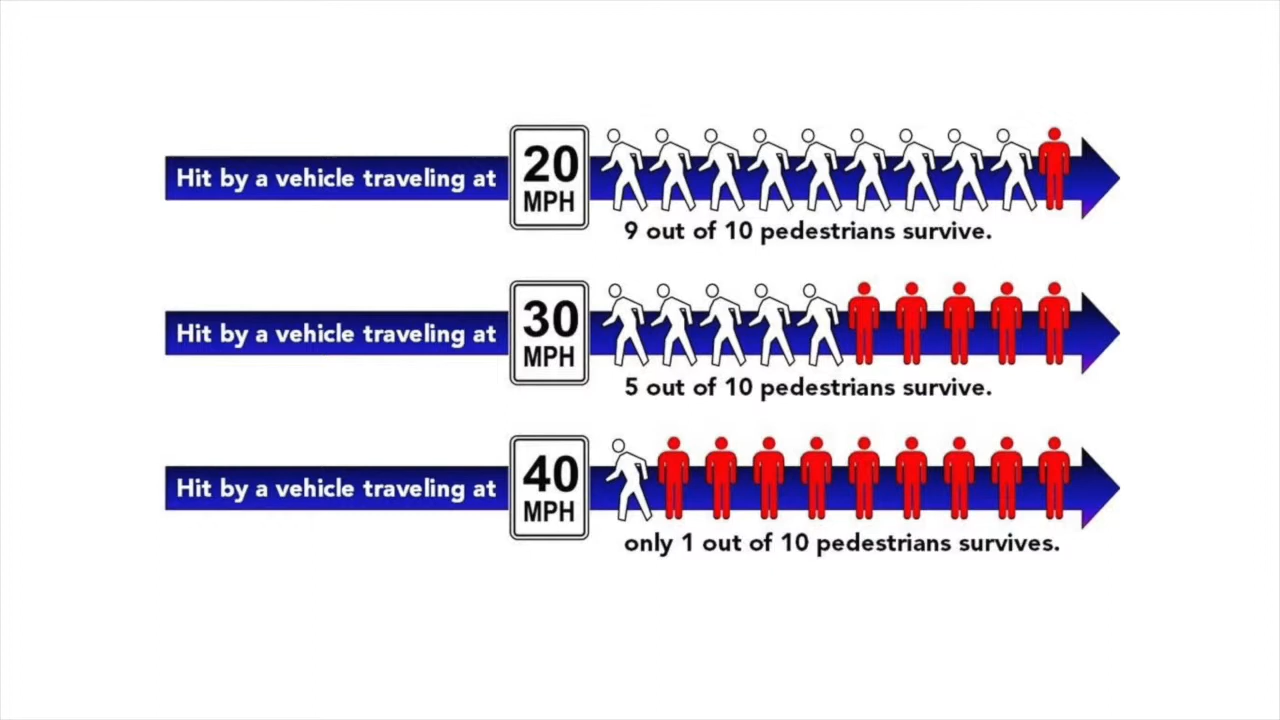 Hit by a vehicle traveling at
20
MPH
9 out of 10 pedestrians survive.
Hit by a vehicle traveling at
30
MPH
5 out of 10 pedestrians survive.
Hit by a vehicle traveling at
40
MPH
only 1 out of 10 pedestrians survives.